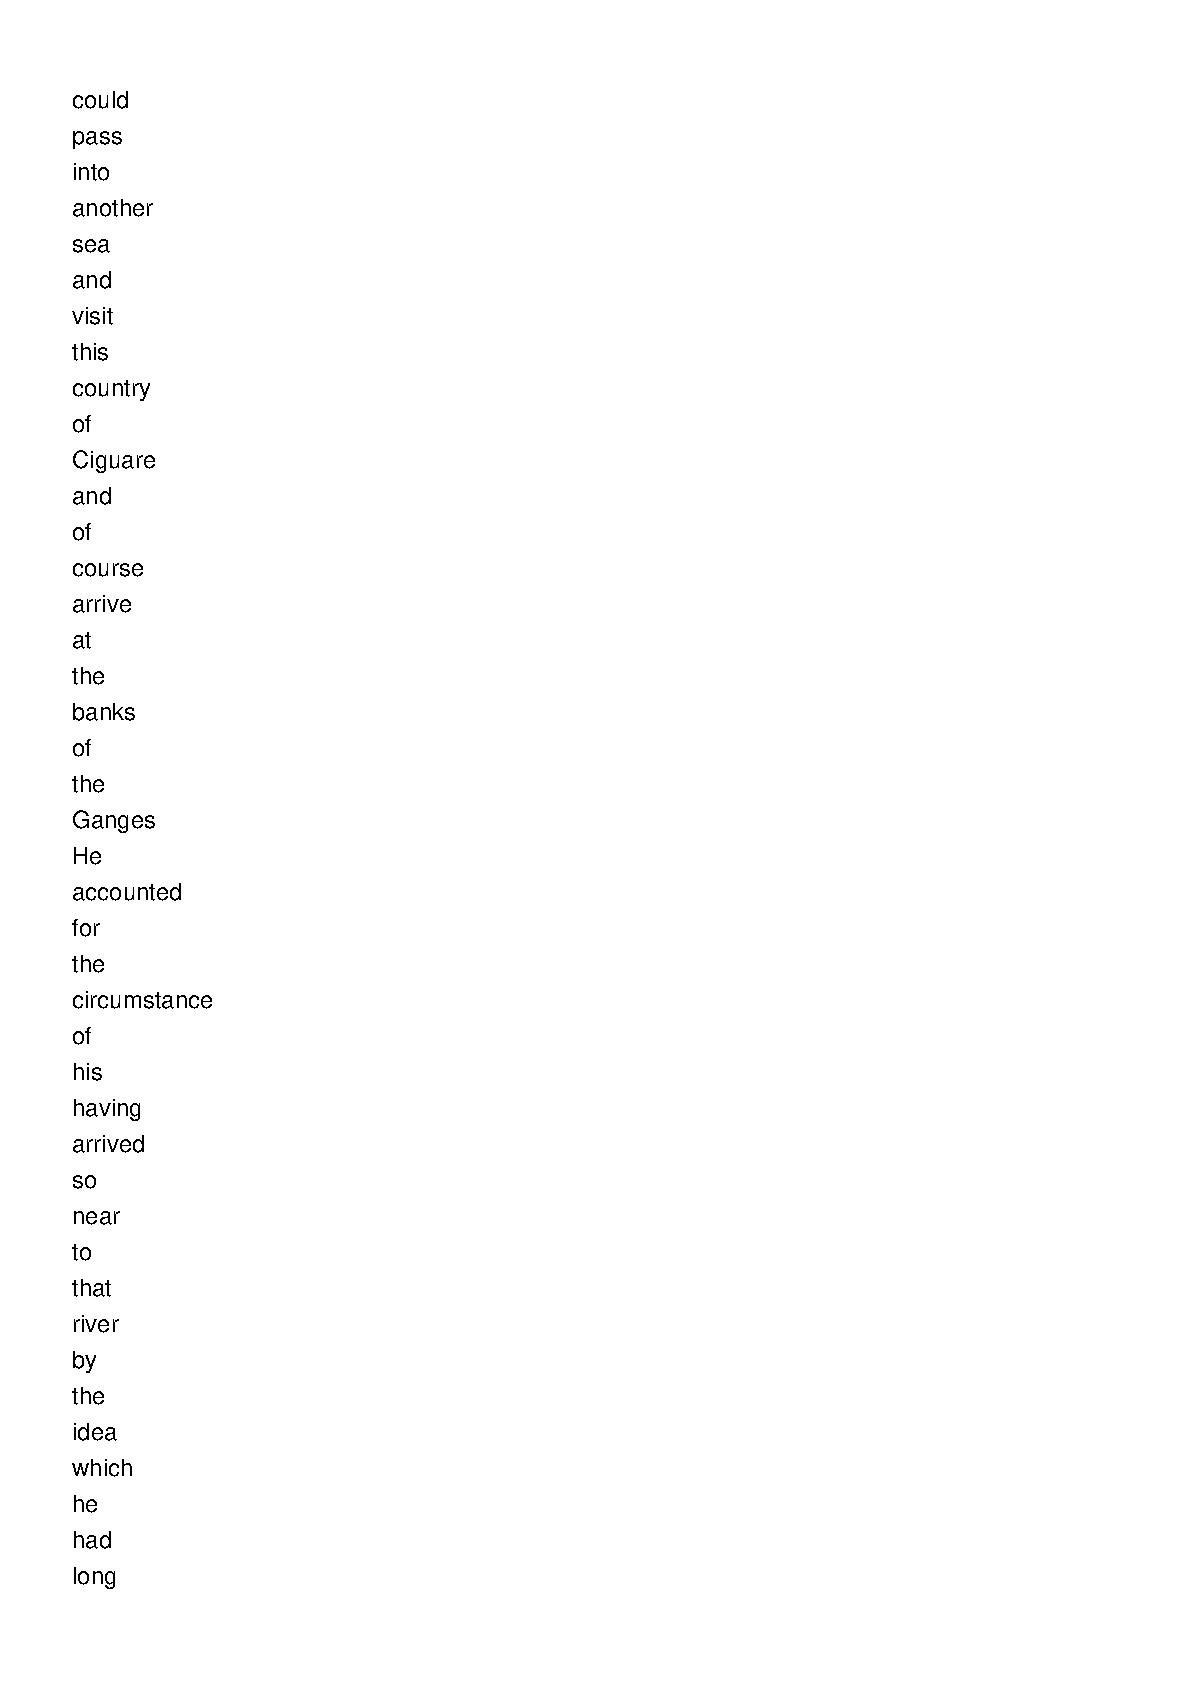 could
pass
into
another
sea
and
visit
this
country
of
Ciguare
and
of
course
arrive
at
the
banks
of
the
Ganges
He
accounted
for
the
circumstance
of
his
having
arrived
so
near
to
that
river
by
the
idea
which
he
had
long